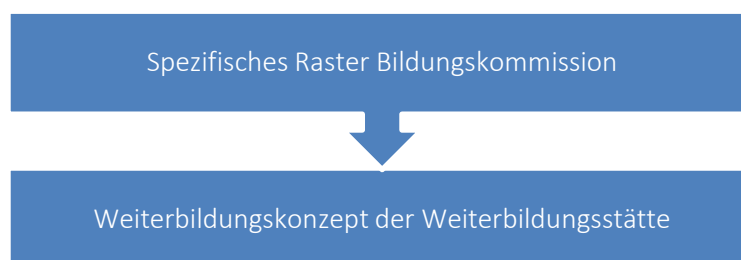 Spezifisches Raster Bildungskommission
Weiterbildungskonzept der Weiterbildungsstätte